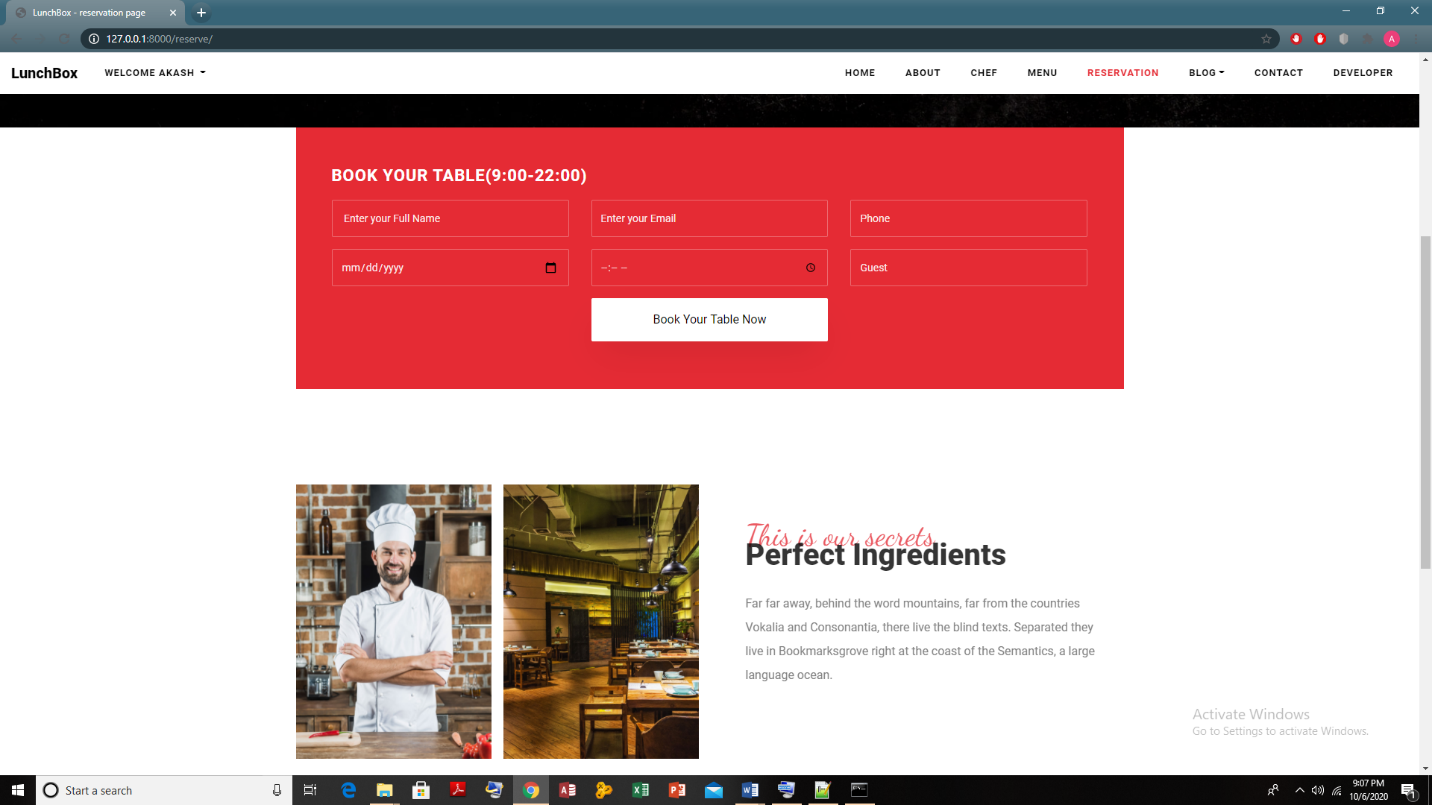 LunchBox - reservation page
127.0.0.1:8000/reserve/
A
LunchBox WELCOME AKASH HOME ABOUT CHEF MENU RESERVATION BLOG CONTACT DEVELOPER
BOOK YOUR TABLE(9:00-22:00)
Enter your Full Name Enter your Email Phone
mm/dd/yyyy --:-- -- Guest
Book Your Table Now
This is our secrets
Perfect Ingredients
Far far away, behind the word mountains, far from the countries
Vokalia and Consonantia, there live the blind texts. Separated they
live in Bookmarksgrove right at the coast of the Semantics, a large
language ocean.
Activate Windows
Go to Settings to activate Windows.
Start a search
9:07 PM
10/6/2020
1